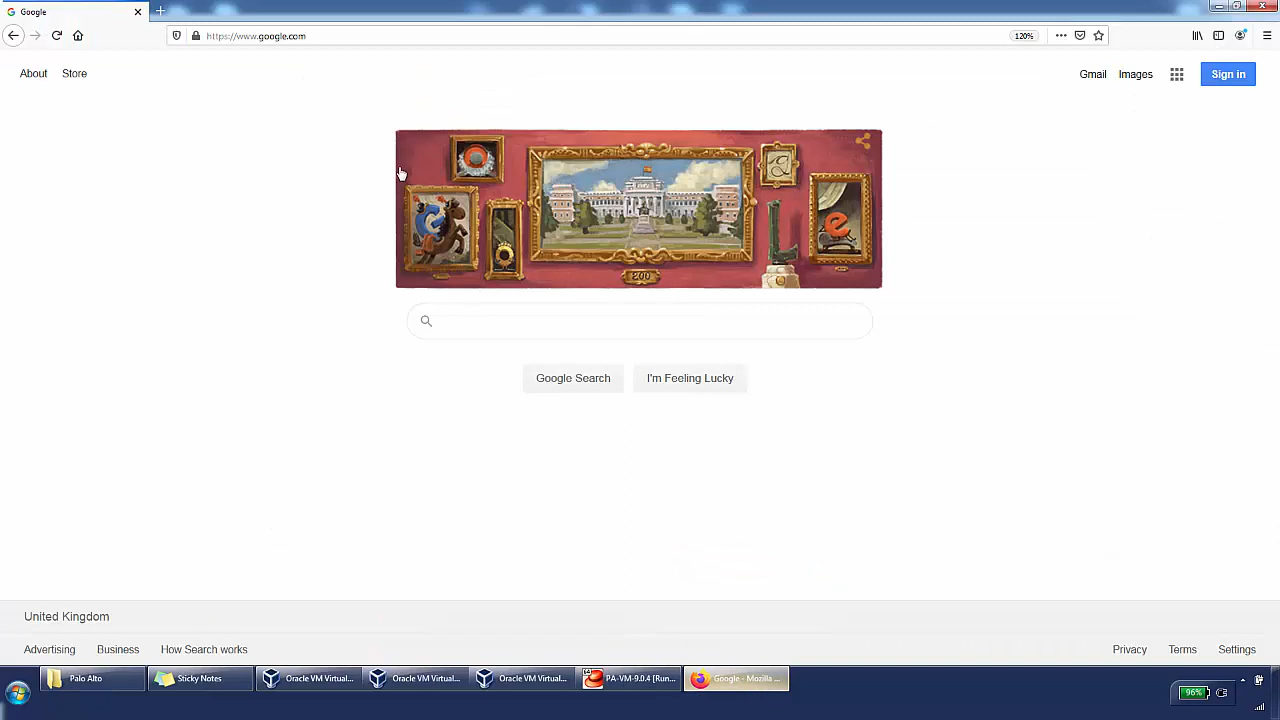 Google
https://www.google.com
120%
About
Store
Gmail
Images
Sign in
200
Google Search
I'm Feeling Lucky
United Kingdom
Advertising
Business
How Search works
Privacy
Terms
Settings
Palo Alto
Sticky Notes
Oracle VM Virtual...
Oracle VM Virtual...
Oracle VM Virtual...
PA-VM-9.0.4 [Run...
Google - Mozilla ...
96%